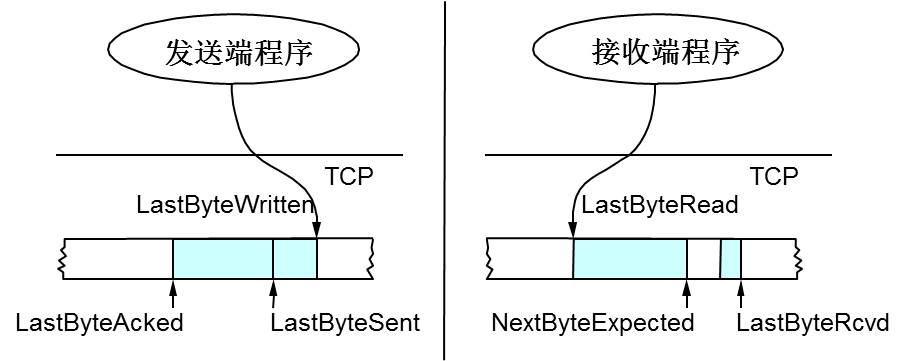 发送端程序
TCP
LastByteWritten
LastByteAcked
LastByteSent
接收端程序
TCP
LastByteRead
NextByteExpected
LastByteRcvd